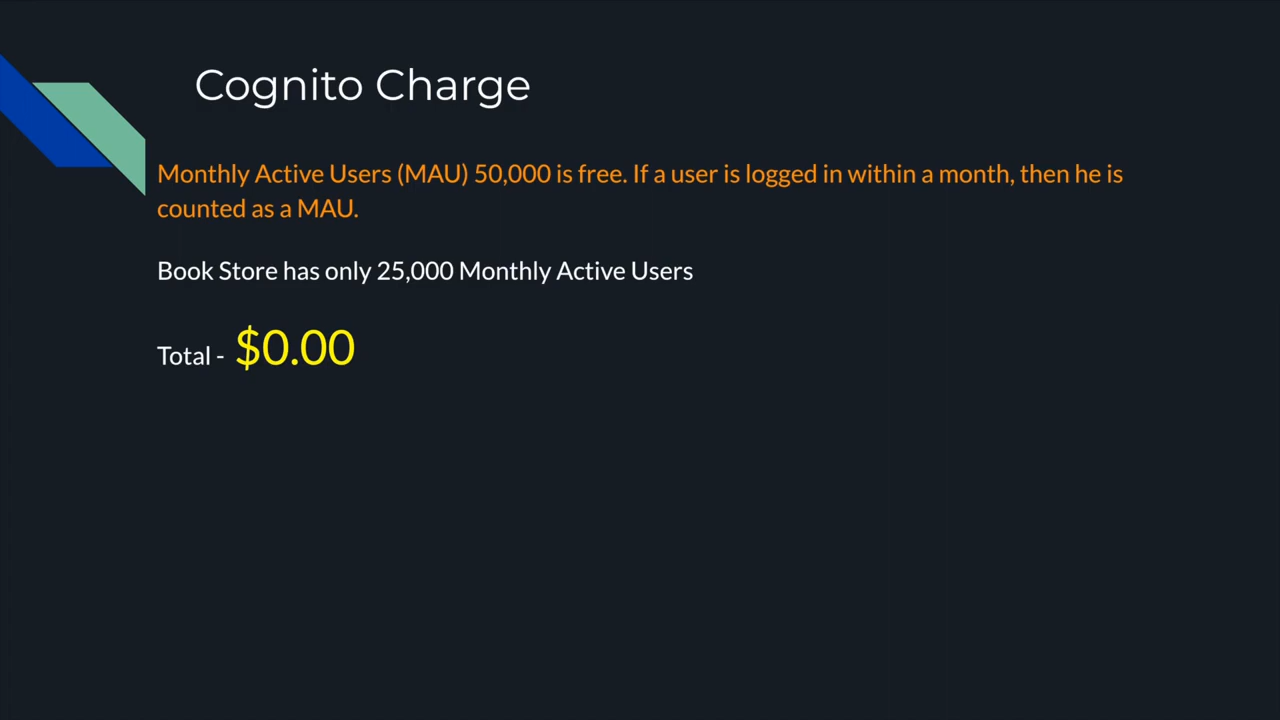 Cognito Charge
Monthly Active Users (MAU) 50,000 is free. If a user is logged in within a month, then he is
counted as a MAU.
Book Store has only 25,000 Monthly Active Users
Total - $0.00